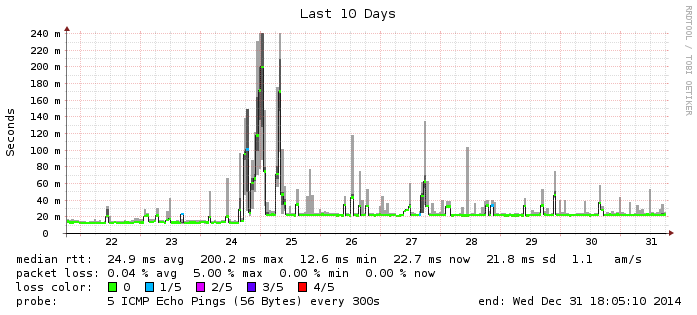 Last 10 Days
RRDTOOL / TOBI OETIKER
Seconds
240 m
220 m
200 m
180 m
160 m
140 m
120 m
100 m
80 m
60 m
40 m
20 m
0
22 23 24 25 26 27 28 29 30 31
median rtt: 24.9 ms avg 200.2 ms max 12.6 ms min 22.7 ms now 21.8 ms sd 1.1 am/s
packet loss: 0.04 % avg 5.00 % max 0.00 % min 0.00 % now
loss color: 0 1/5 2/5 3/5 4/5
probe: 5 ICMP Echo Pings (56 Bytes) every 300s end: Wed Dec 31 18:05:10 2014